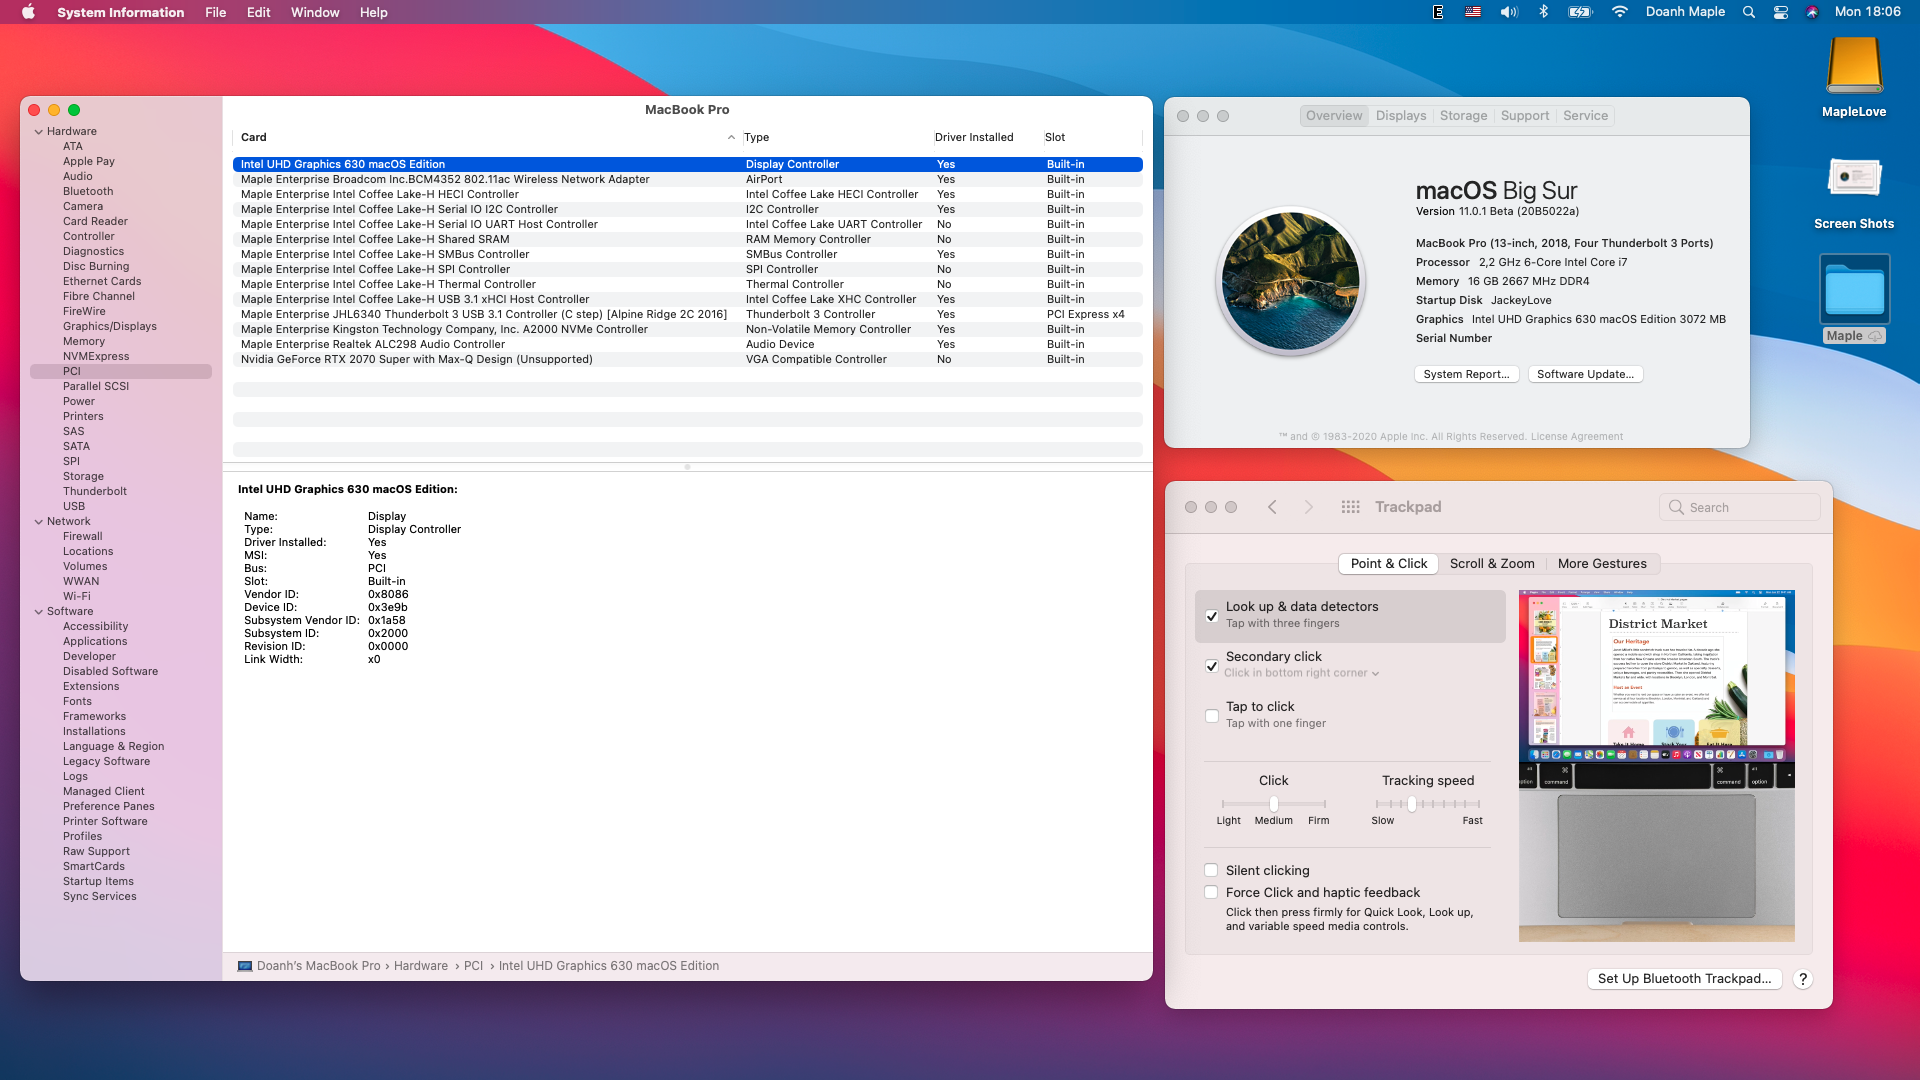 System Information File Edit Window Help
E Doanh Maple Mon 18:06
MacBook Pro
Hardware
ATA
Apple Pay
Audio
Bluetooth
Camera
Card Reader
Controller
Diagnostics
Disc Burning
Ethernet Cards
Fibre Channel
FireWire
Graphics/Displays
Memory
NVMExpress
PCI
Parallel SCSI
Power
Printers
SAS
SATA
SPI
Storage
Thunderbolt
USB
Network
Firewall
Locations
Volumes
WWAN
Wi-Fi
Software
Accessibility
Applications
Developer
Disabled Software
Extensions
Fonts
Frameworks
Installations
Language & Region
Legacy Software
Logs
Managed Client
Preference Panes
Printer Software
Profiles
Raw Support
SmartCards
Startup Items
Sync Services
Card Type Driver Installed Slot
Intel UHD Graphics 630 macOS Edition Display Controller Yes Built-in
Maple Enterprise Broadcom Inc.BCM4352 802.11ac Wireless Network Adapter AirPort Yes Built-in
Maple Enterprise Intel Coffee Lake-H HECI Controller Intel Coffee Lake HECI Controller Yes Built-in
Maple Enterprise Intel Coffee Lake-H Serial IO I2C Controller I2C Controller Yes Built-in
Maple Enterprise Intel Coffee Lake-H Serial IO UART Host Controller Intel Coffee Lake UART Controller No Built-in
Maple Enterprise Intel Coffee Lake-H Shared SRAM RAM Memory Controller No Built-in
Maple Enterprise Intel Coffee Lake-H SMBus Controller SMBus Controller Yes Built-in
Maple Enterprise Intel Coffee Lake-H SPI Controller SPI Controller No Built-in
Maple Enterprise Intel Coffee Lake-H Thermal Controller Thermal Controller No Built-in
Maple Enterprise Intel Coffee Lake-H USB 3.1 xHCI Host Controller Intel Coffee Lake XHC Controller Yes Built-in
Maple Enterprise JHL6340 Thunderbolt 3 USB 3.1 Controller (C step) [Alpine Ridge 2C 2016] Thunderbolt 3 Controller Yes PCI Express x4
Maple Enterprise Kingston Technology Company, Inc. A2000 NVMe Controller Non-Volatile Memory Controller Yes Built-in
Maple Enterprise Realtek ALC298 Audio Controller Audio Device Yes Built-in
Nvidia GeForce RTX 2070 Super with Max-Q Design (Unsupported) VGA Compatible Controller No Built-in
Intel UHD Graphics 630 macOS Edition:
Name: Display
Type: Display Controller
Driver Installed: Yes
MSI: Yes
Bus: PCI
Slot: Built-in
Vendor ID: 0x8086
Device ID: 0x3e9b
Subsystem Vendor ID: 0x1a58
Subsystem ID: 0x2000
Revision ID: 0x0000
Link Width: x0
Doanh's MacBook Pro › Hardware › PCI › Intel UHD Graphics 630 macOS Edition
Overview Displays Storage Support Service
macOS Big Sur
Version 11.0.1 Beta (20B5022a)
MacBook Pro (13-inch, 2018, Four Thunderbolt 3 Ports)
Processor 2,2 GHz 6-Core Intel Core i7
Memory 16 GB 2667 MHz DDR4
Startup Disk JackeyLove
Graphics Intel UHD Graphics 630 macOS Edition 3072 MB
Serial Number
System Report... Software Update...
™ and © 1983-2020 Apple Inc. All Rights Reserved. License Agreement
MapleLove
Screen Shots
Maple
Trackpad Search
Point & Click Scroll & Zoom More Gestures
Look up & data detectors
Tap with three fingers
Secondary click
Click in bottom right corner
Tap to click
Tap with one finger
Click Tracking speed
Light Medium Firm Slow Fast
Silent clicking
Force Click and haptic feedback
Click then press firmly for Quick Look, Look up,
and variable speed media controls.
District Market
Our Heritage
Host an Event
command command option
Set Up Bluetooth Trackpad... ?